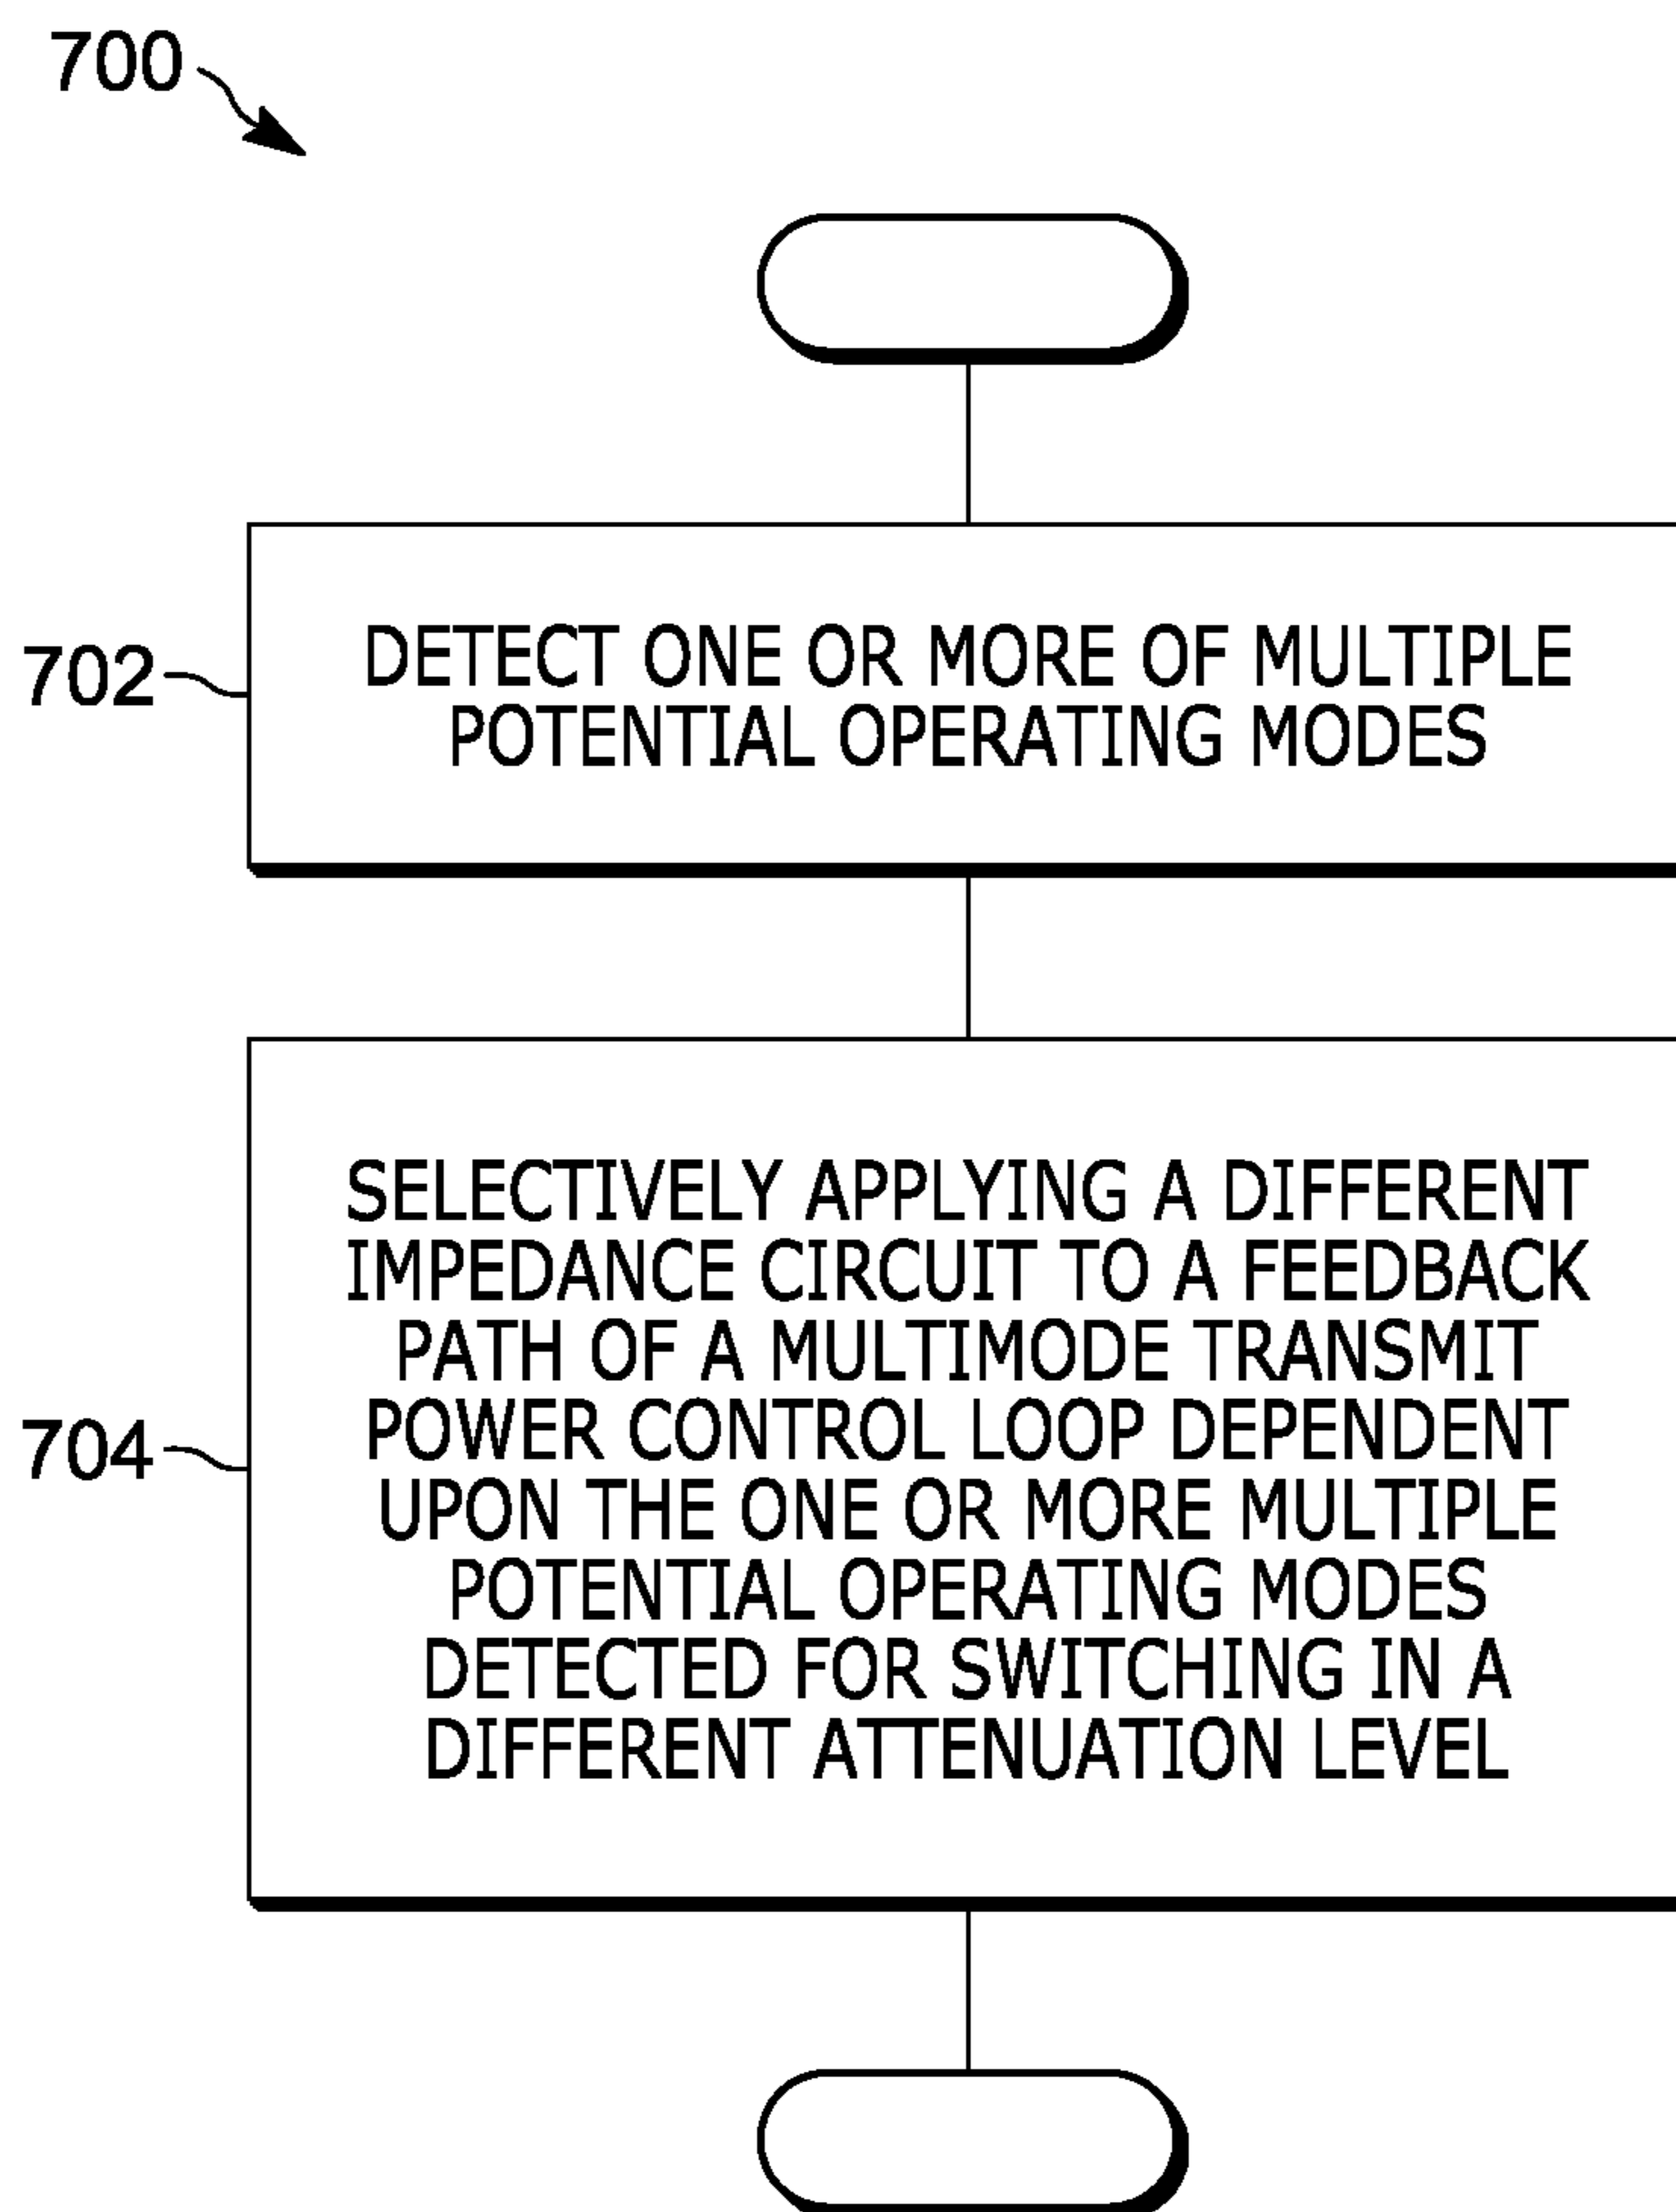 700
702
DETECT ONE OR MORE OF MULTIPLE
POTENTIAL OPERATING MODES
704
SELECTIVELY APPLYING A DIFFERENT
IMPEDANCE CIRCUIT TO A FEEDBACK
PATH OF A MULTIMODE TRANSMIT
POWER CONTROL LOOP DEPENDENT
UPON THE ONE OR MORE MULTIPLE
POTENTIAL OPERATING MODES
DETECTED FOR SWITCHING IN A
DIFFERENT ATTENUATION LEVEL